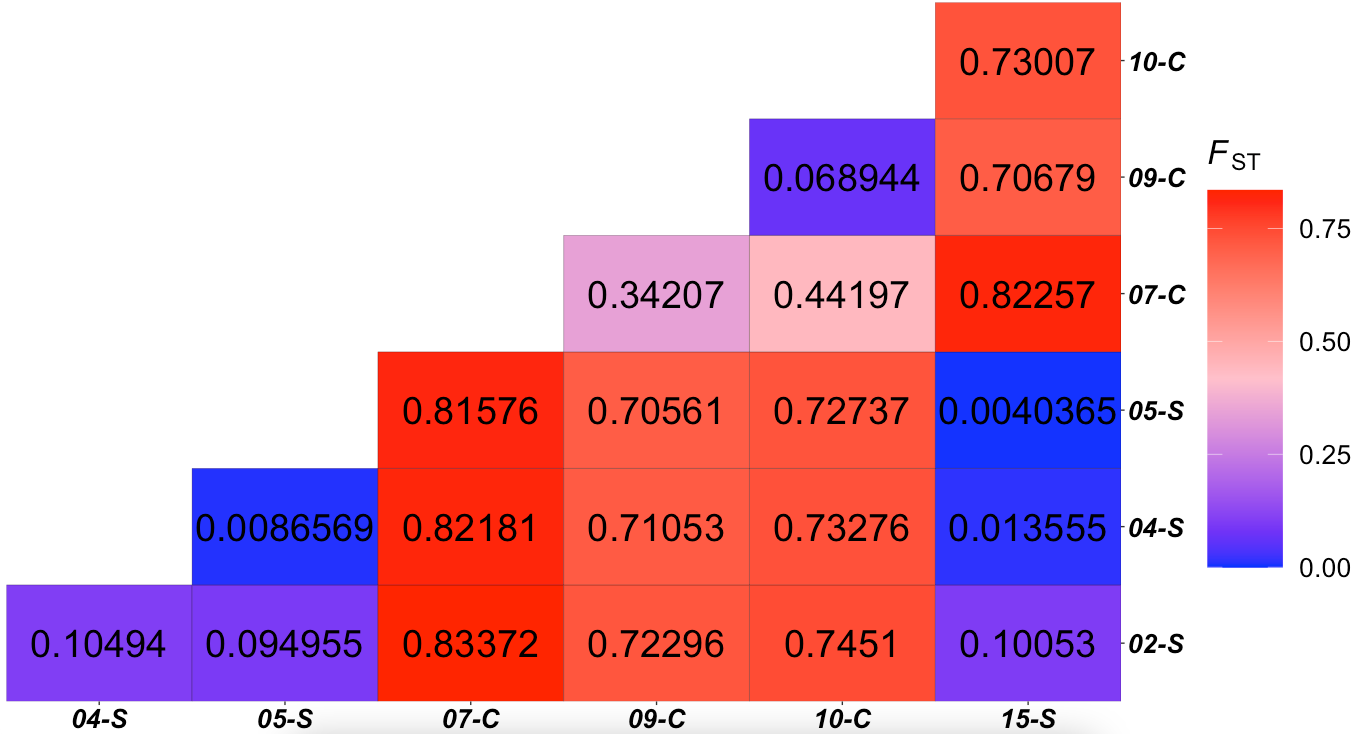 0.73007 10-C
0.068944 0.70679 09-C
FST
0.34207 0.44197 0.82257 07-C
0.75
0.81576 0.70561 0.72737 0.0040365 05-S
0.50
0.0086569 0.82181 0.71053 0.73276 0.013555 04-S
0.25
0.10494 0.094955 0.83372 0.72296 0.7451 0.10053 02-S
0.00
04-S 05-S 07-C 09-C 10-C 15-S